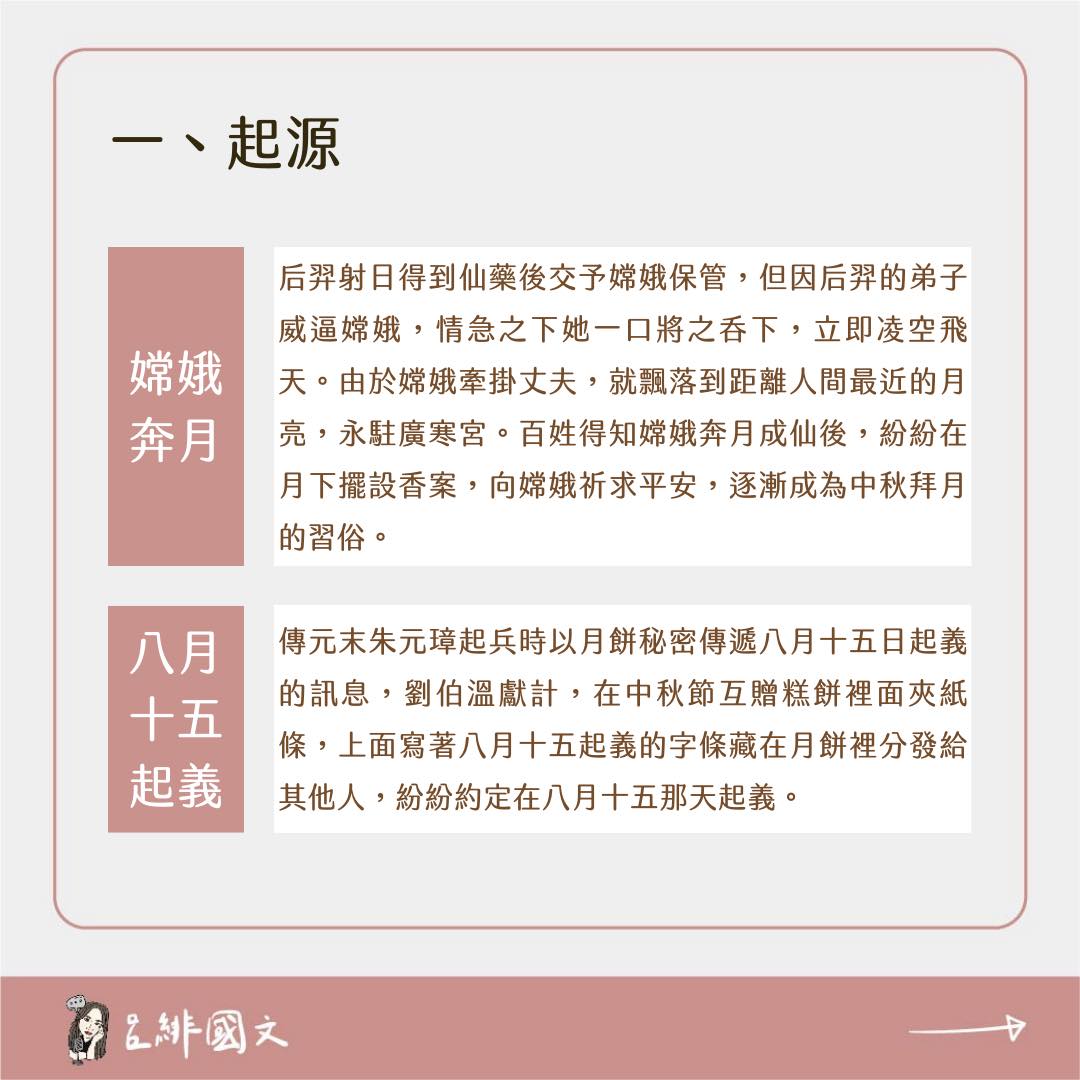 一、起源
嫦娥
奔月
后羿射日得到仙藥後交予嫦娥保管，但因后羿的弟子
威逼嫦娥，情急之下她一口將之吞下，立即凌空飛
天。由於嫦娥牽掛丈夫，就飄落到距離人間最近的月
亮，永駐廣寒宮。百姓得知嫦娥奔月成仙後，紛紛在
月下擺設香案，向嫦娥祈求平安，逐漸成為中秋拜月
的習俗。
八月
十五
起義
傳元末朱元璋起兵時以月餅秘密傳遞八月十五日起義
的訊息，劉伯溫獻計，在中秋節互贈糕餅裡面夾紙
條，上面寫著八月十五起義的字條藏在月餅裡分發給
其他人，紛紛約定在八月十五那天起義。
呂緋國文